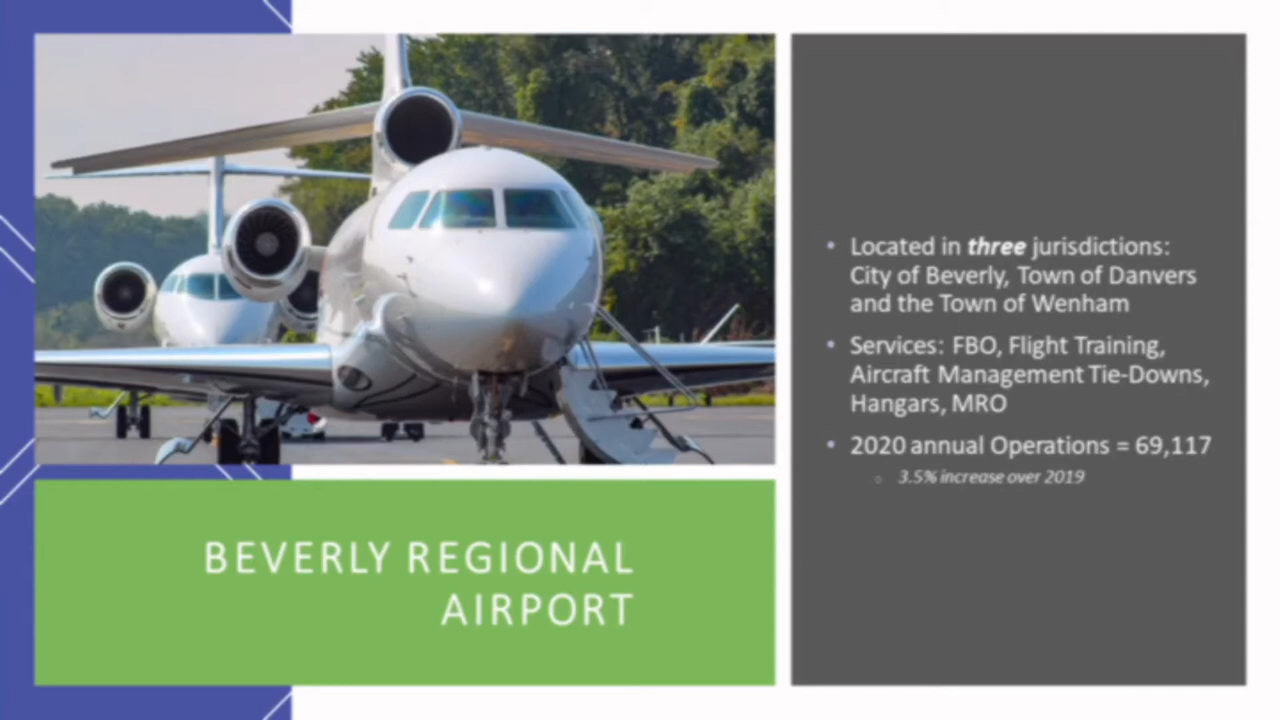 • Located in three jurisdictions:
City of Beverly, Town of Danvers
and the Town of Wenham
• Services: FBO, Flight Training,
Aircraft Management Tie-Downs,
Hangars, MRO
• 2020 annual Operations = 69,117
○ 3.5% increase over 2019
BEVERLY REGIONAL
AIRPORT